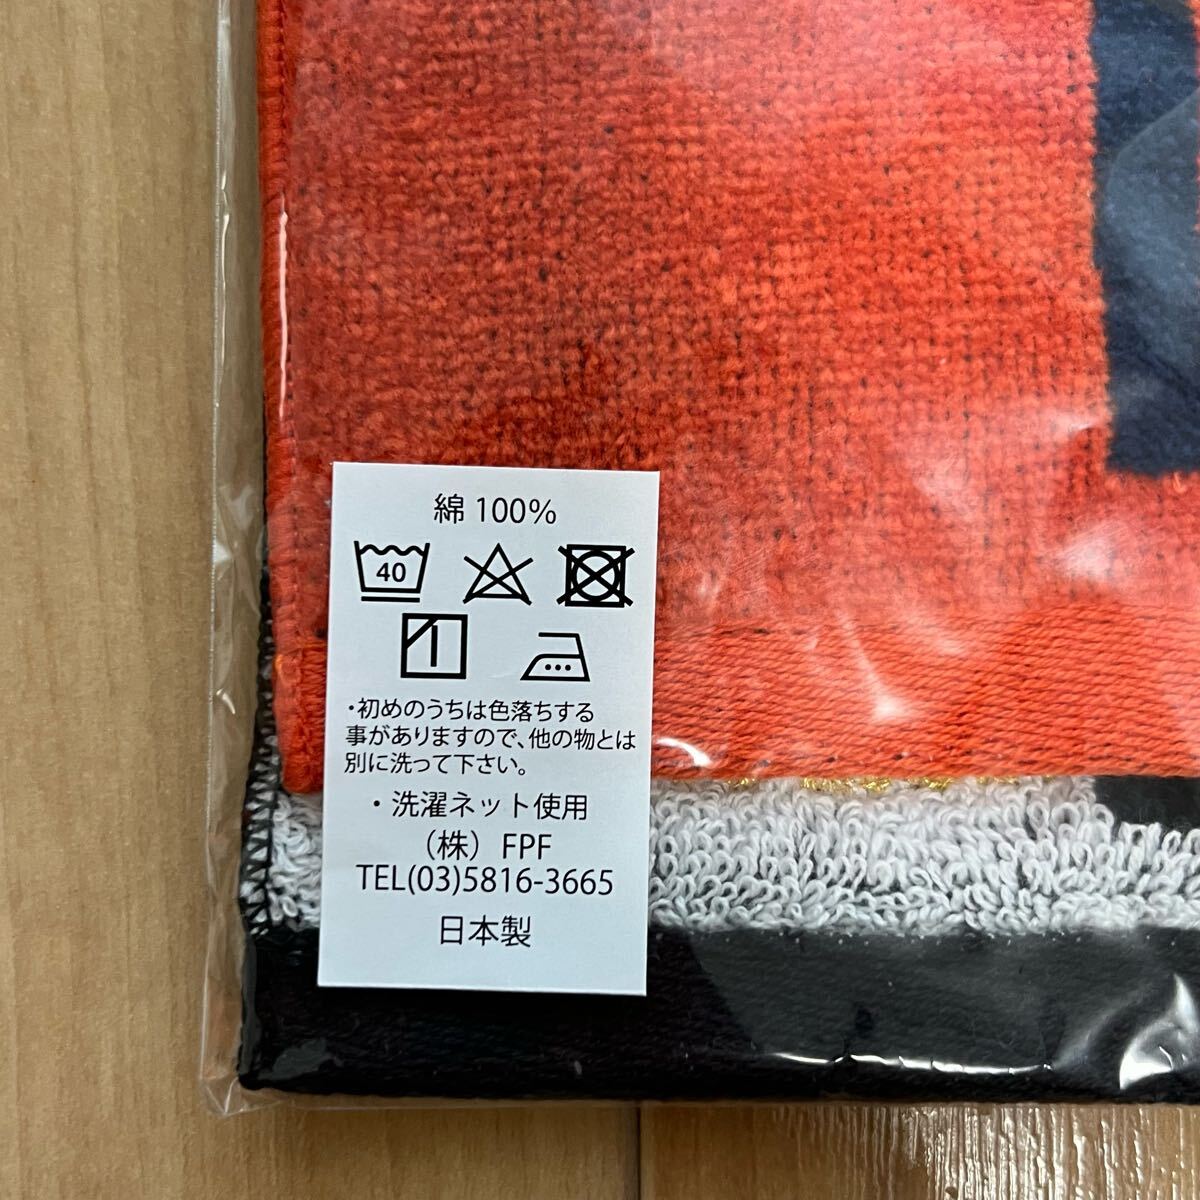 綿 100%
40
・初めのうちは色落ちする
事がありますので、他の物とは
別に洗って下さい。
・洗濯ネット使用
（株）FPF
TEL(03)5816-3665
日本製